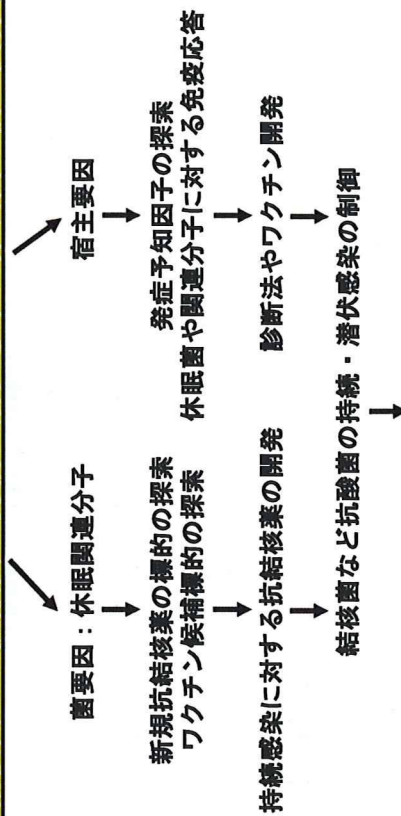 菌要因：休眠関連分子
新規抗結核薬の標的の探索
ワクチン候補標的の探索
持続感染に対する抗結核薬の開発
宿主要因
発症予知因子の探索
休眠菌や関連分子に対する免疫応答
診断法やワクチン開発
結核菌など抗酸菌の持続・潜伏感染の制御